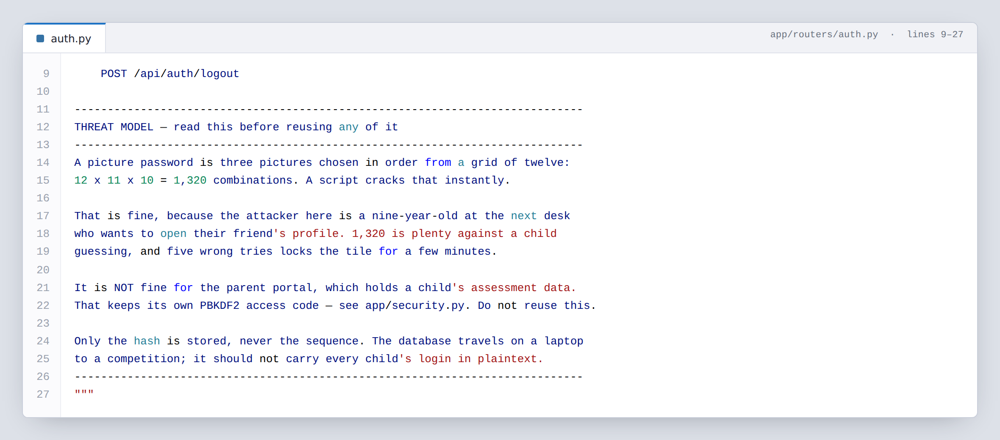 auth.py
app/routers/auth.py · lines 9–27
9 POST /api/auth/logout
10
11 -----------------------------------------------------------------------------
12 THREAT MODEL — read this before reusing any of it
13 -----------------------------------------------------------------------------
14 A picture password is three pictures chosen in order from a grid of twelve:
15 12 x 11 x 10 = 1,320 combinations. A script cracks that instantly.
16
17 That is fine, because the attacker here is a nine-year-old at the next desk
18 who wants to open their friend's profile. 1,320 is plenty against a child
19 guessing, and five wrong tries locks the tile for a few minutes.
20
21 It is NOT fine for the parent portal, which holds a child's assessment data.
22 That keeps its own PBKDF2 access code — see app/security.py. Do not reuse this.
23
24 Only the hash is stored, never the sequence. The database travels on a laptop
25 to a competition; it should not carry every child's login in plaintext.
26 -----------------------------------------------------------------------------
27 """